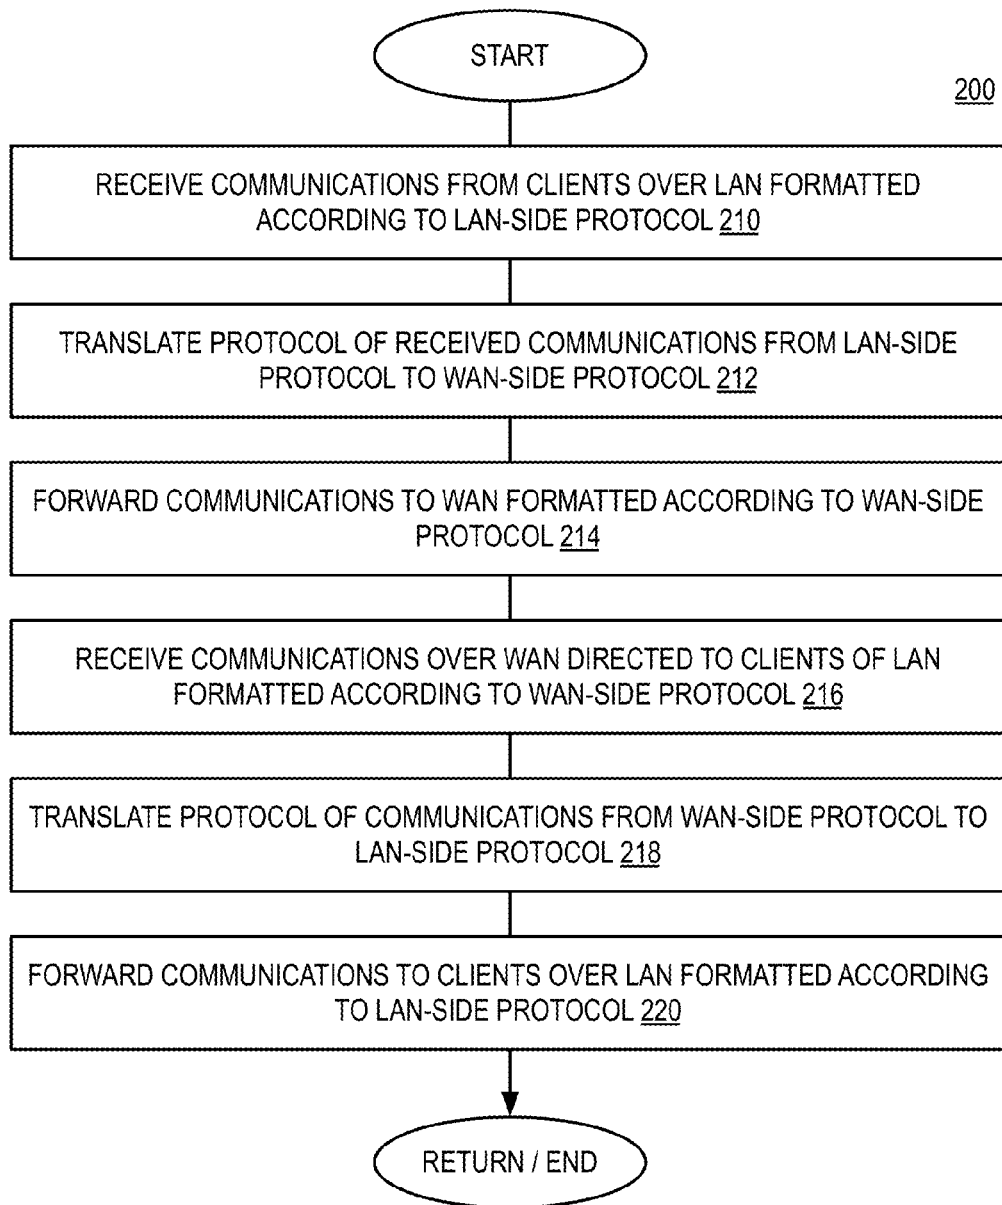 START
200
RECEIVE COMMUNICATIONS FROM CLIENTS OVER LAN FORMATTED
ACCORDING TO LAN-SIDE PROTOCOL 210
TRANSLATE PROTOCOL OF RECEIVED COMMUNICATIONS FROM LAN-SIDE
PROTOCOL TO WAN-SIDE PROTOCOL 212
FORWARD COMMUNICATIONS TO WAN FORMATTED ACCORDING TO WAN-SIDE
PROTOCOL 214
RECEIVE COMMUNICATIONS OVER WAN DIRECTED TO CLIENTS OF LAN
FORMATTED ACCORDING TO WAN-SIDE PROTOCOL 216
TRANSLATE PROTOCOL OF COMMUNICATIONS FROM WAN-SIDE PROTOCOL TO
LAN-SIDE PROTOCOL 218
FORWARD COMMUNICATIONS TO CLIENTS OVER LAN FORMATTED ACCORDING
TO LAN-SIDE PROTOCOL 220
RETURN / END